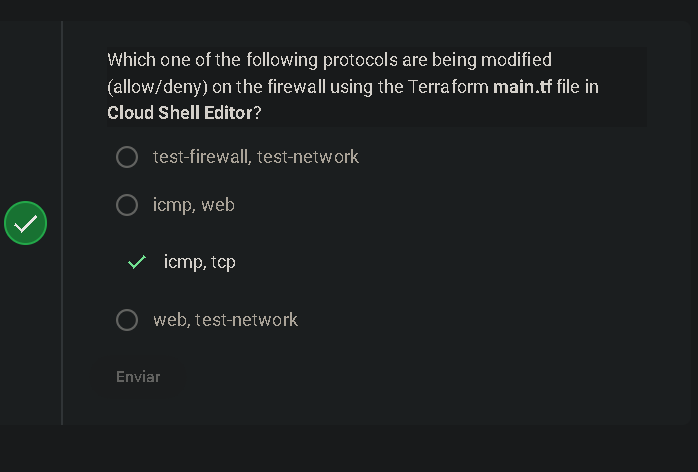 Which one of the following protocols are being modified
(allow/deny) on the firewall using the Terraform main.tf file in
Cloud Shell Editor?
test-firewall, test-network
icmp, web
icmp, tcp
web, test-network
Enviar